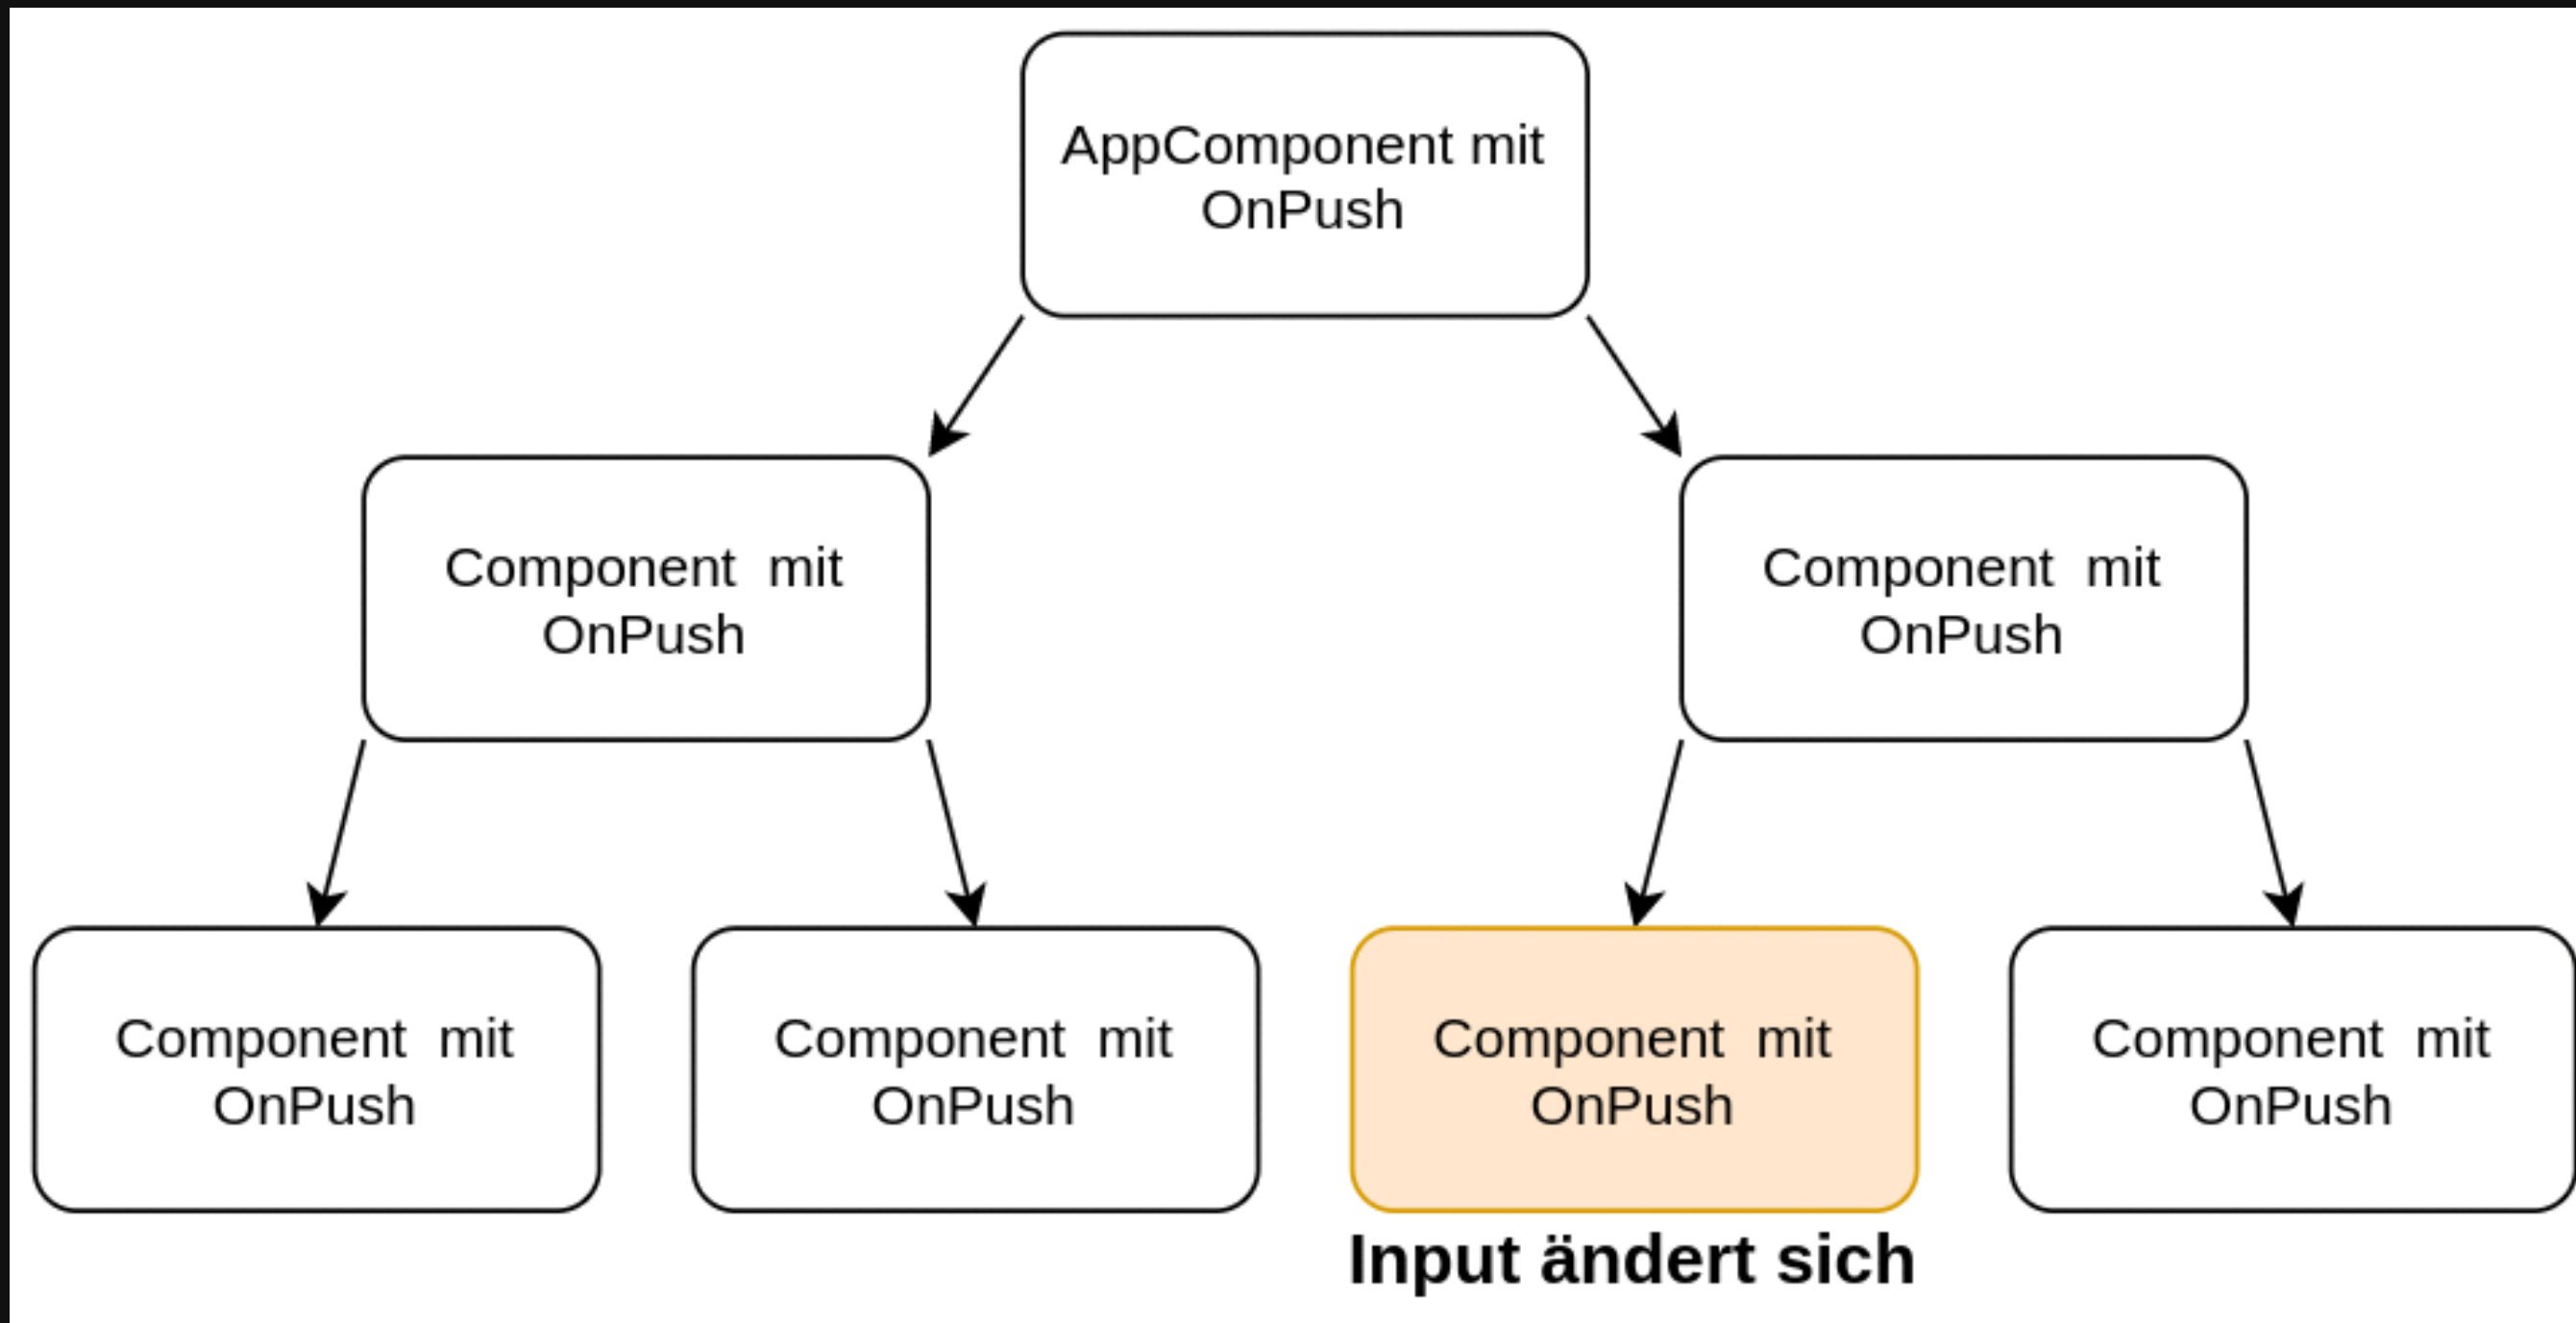 AppComponent mit
OnPush
Component mit
OnPush
Component mit
OnPush
Component mit
OnPush
Component mit
OnPush
Component mit
OnPush
Component mit
OnPush
Input ändert sich